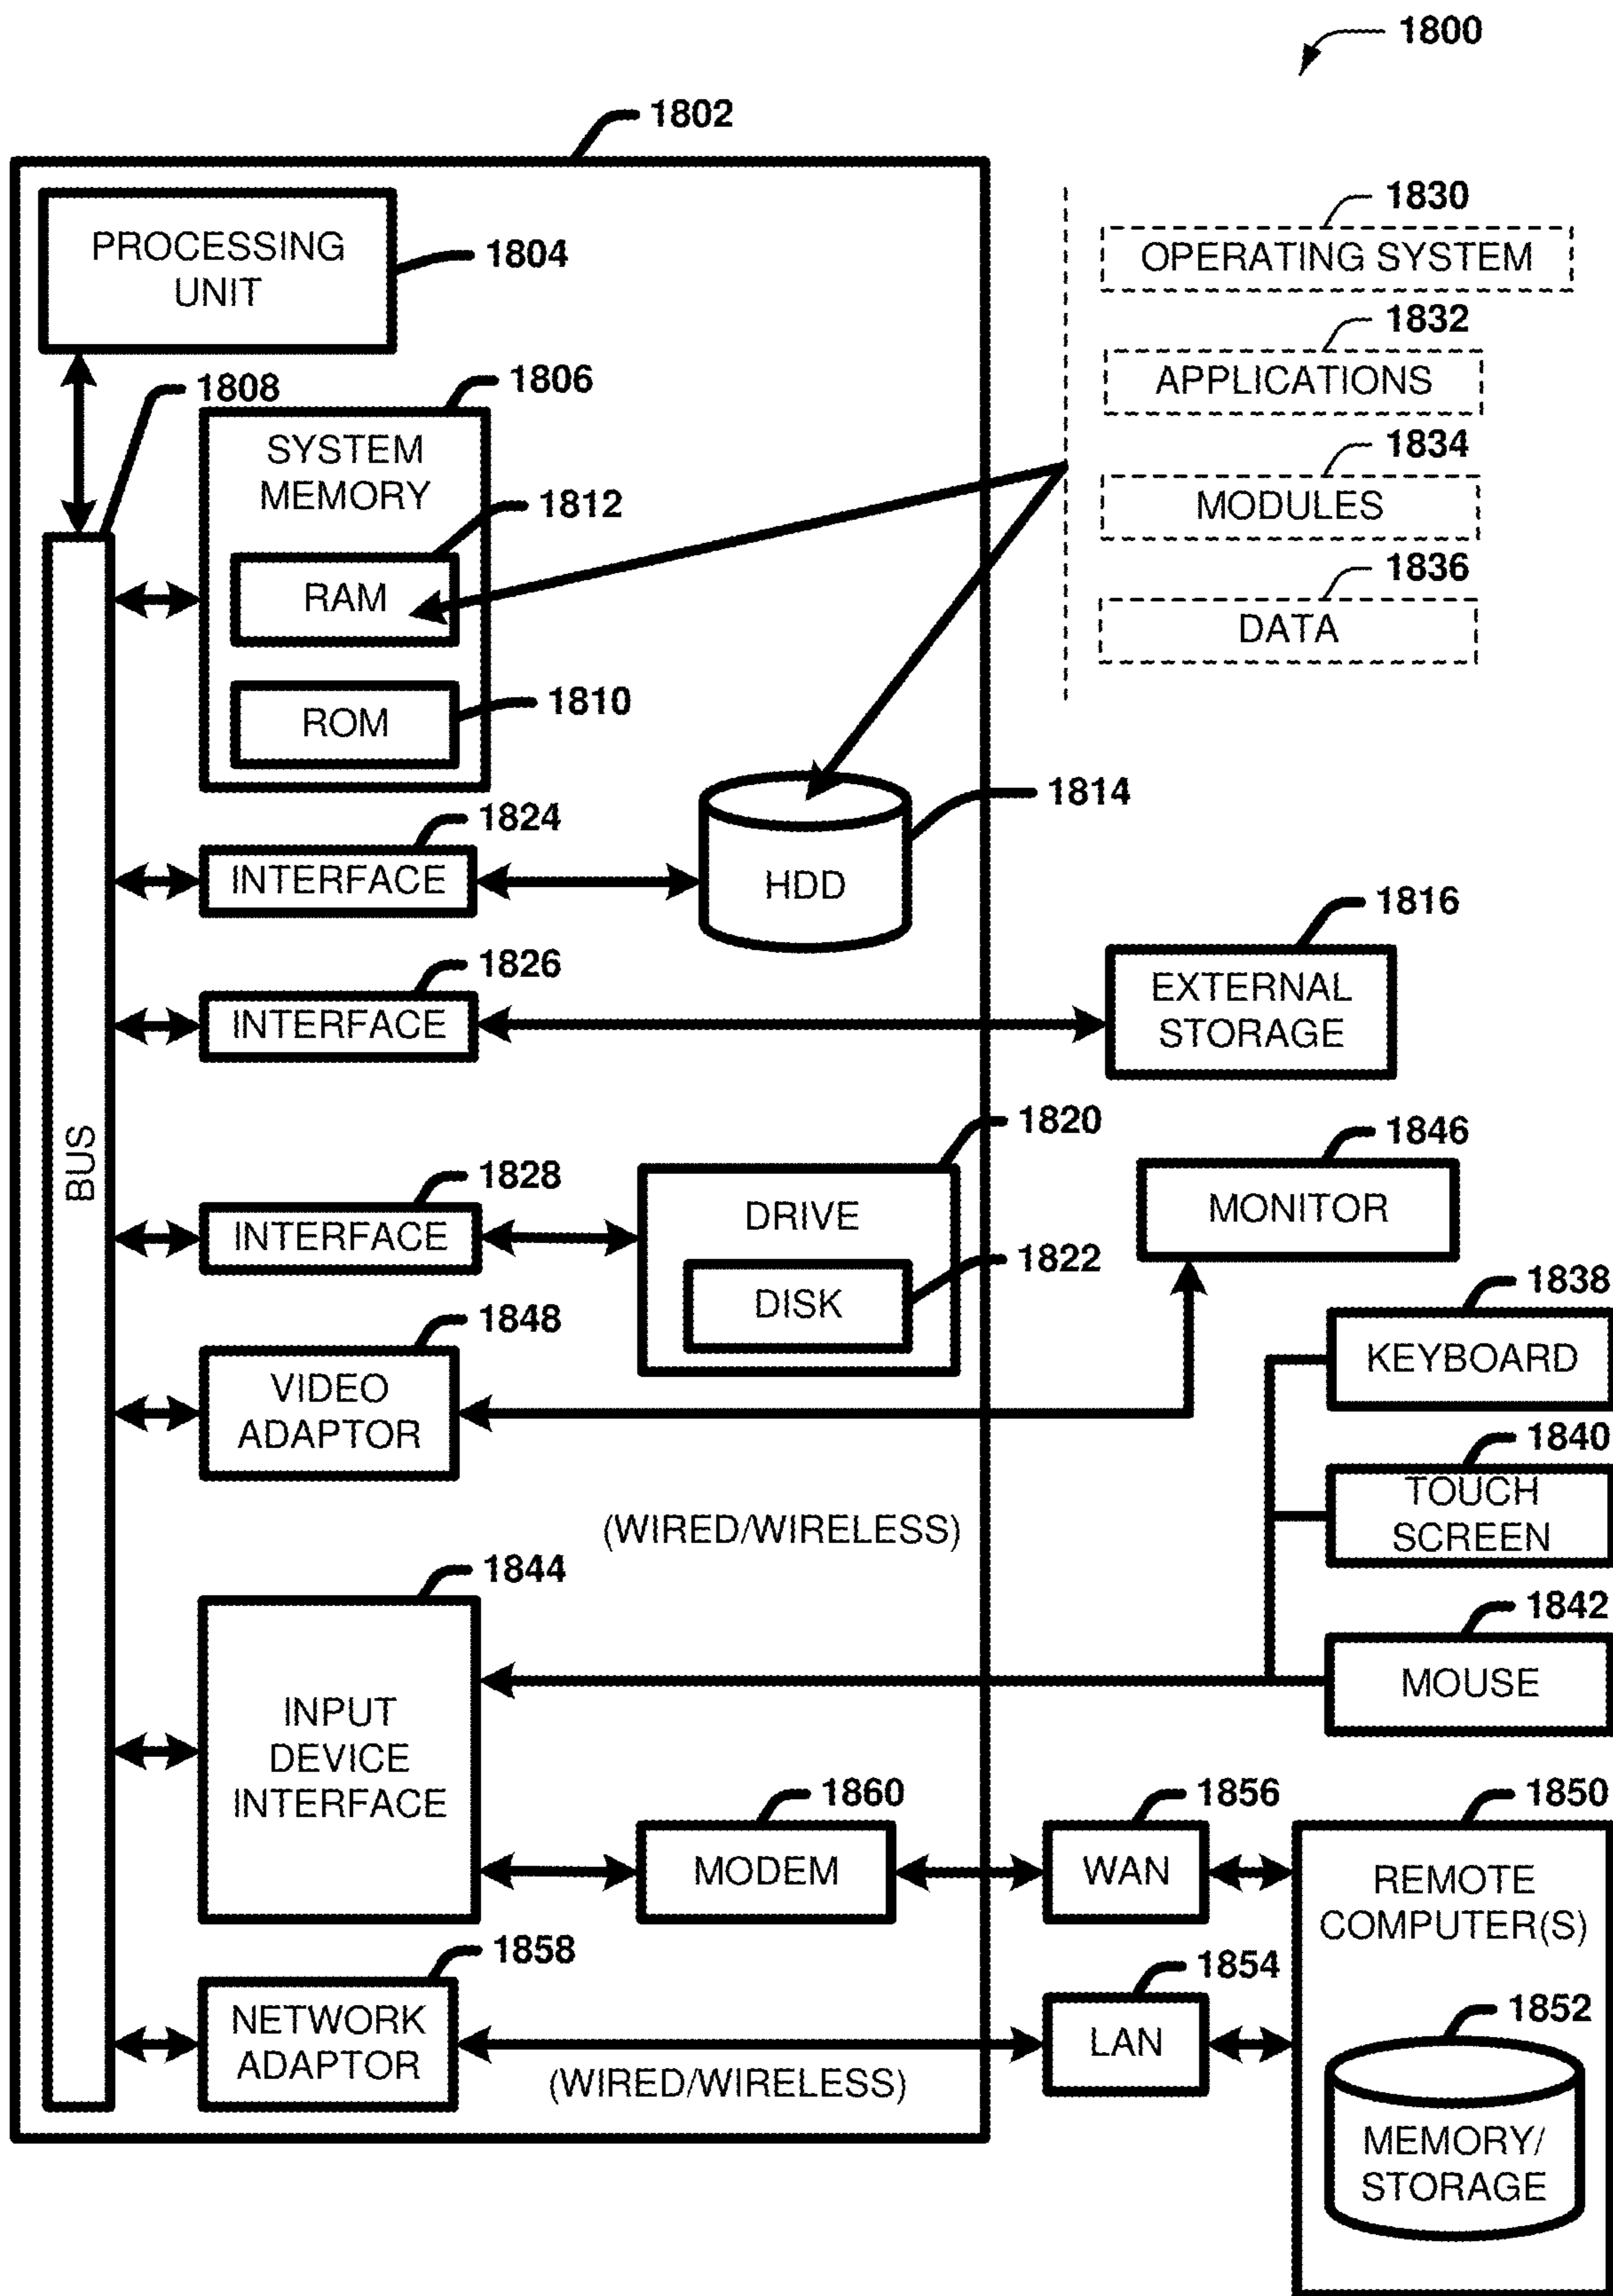 1800
1802
PROCESSING
UNIT
1804
1830
OPERATING SYSTEM
1832
APPLICATIONS
1834
MODULES
1836
DATA
1808
1806
SYSTEM
MEMORY
1812
RAM
1810
ROM
BUS
1824
INTERFACE
1814
HDD
1826
INTERFACE
1816
EXTERNAL
STORAGE
1828
INTERFACE
1820
DRIVE
1822
DISK
1846
MONITOR
1848
VIDEO
ADAPTOR
1838
KEYBOARD
1840
TOUCH
SCREEN
(WIRED/WIRELESS)
1842
MOUSE
1844
INPUT
DEVICE
INTERFACE
1860
MODEM
1856
WAN
1850
REMOTE
COMPUTER(S)
1858
NETWORK
ADAPTOR
(WIRED/WIRELESS)
1854
LAN
1852
MEMORY/
STORAGE